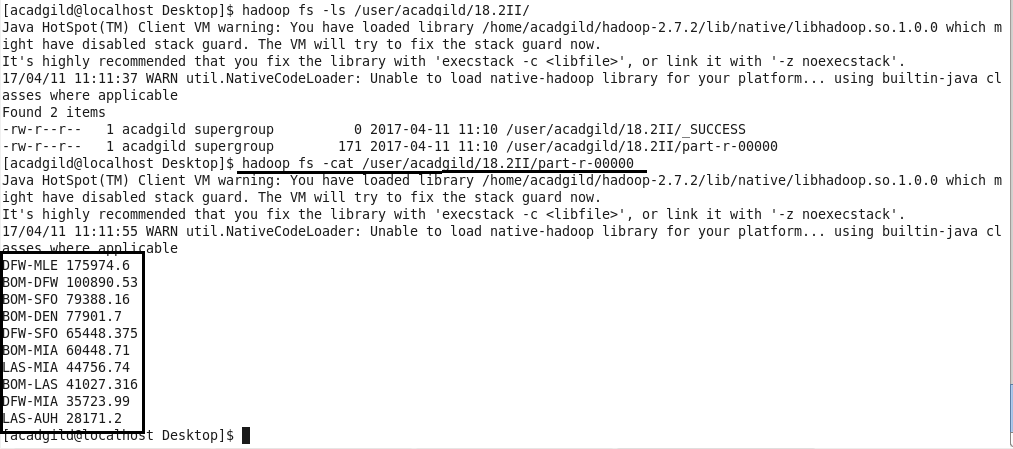 [acadgild@localhost Desktop]$ hadoop fs -ls /user/acadgild/18.2II/
Java HotSpot(TM) Client VM warning: You have loaded library /home/acadgild/hadoop-2.7.2/lib/native/libhadoop.so.1.0.0 which m
ight have disabled stack guard. The VM will try to fix the stack guard now.
It's highly recommended that you fix the library with 'execstack -c <libfile>', or link it with '-z noexecstack'.
17/04/11 11:11:37 WARN util.NativeCodeLoader: Unable to load native-hadoop library for your platform... using builtin-java cl
asses where applicable
Found 2 items
-rw-r--r--   1 acadgild supergroup          0 2017-04-11 11:10 /user/acadgild/18.2II/_SUCCESS
-rw-r--r--   1 acadgild supergroup        171 2017-04-11 11:10 /user/acadgild/18.2II/part-r-00000
[acadgild@localhost Desktop]$ hadoop fs -cat /user/acadgild/18.2II/part-r-00000
Java HotSpot(TM) Client VM warning: You have loaded library /home/acadgild/hadoop-2.7.2/lib/native/libhadoop.so.1.0.0 which m
ight have disabled stack guard. The VM will try to fix the stack guard now.
It's highly recommended that you fix the library with 'execstack -c <libfile>', or link it with '-z noexecstack'.
17/04/11 11:11:55 WARN util.NativeCodeLoader: Unable to load native-hadoop library for your platform... using builtin-java cl
asses where applicable
DFW-MLE 175974.6
BOM-DFW 100890.53
BOM-SFO 79388.16
BOM-DEN 77901.7
DFW-SFO 65448.375
BOM-MIA 60448.71
LAS-MIA 44756.74
BOM-LAS 41027.316
DFW-MIA 35723.99
LAS-AUH 28171.2
[acadgild@localhost Desktop]$